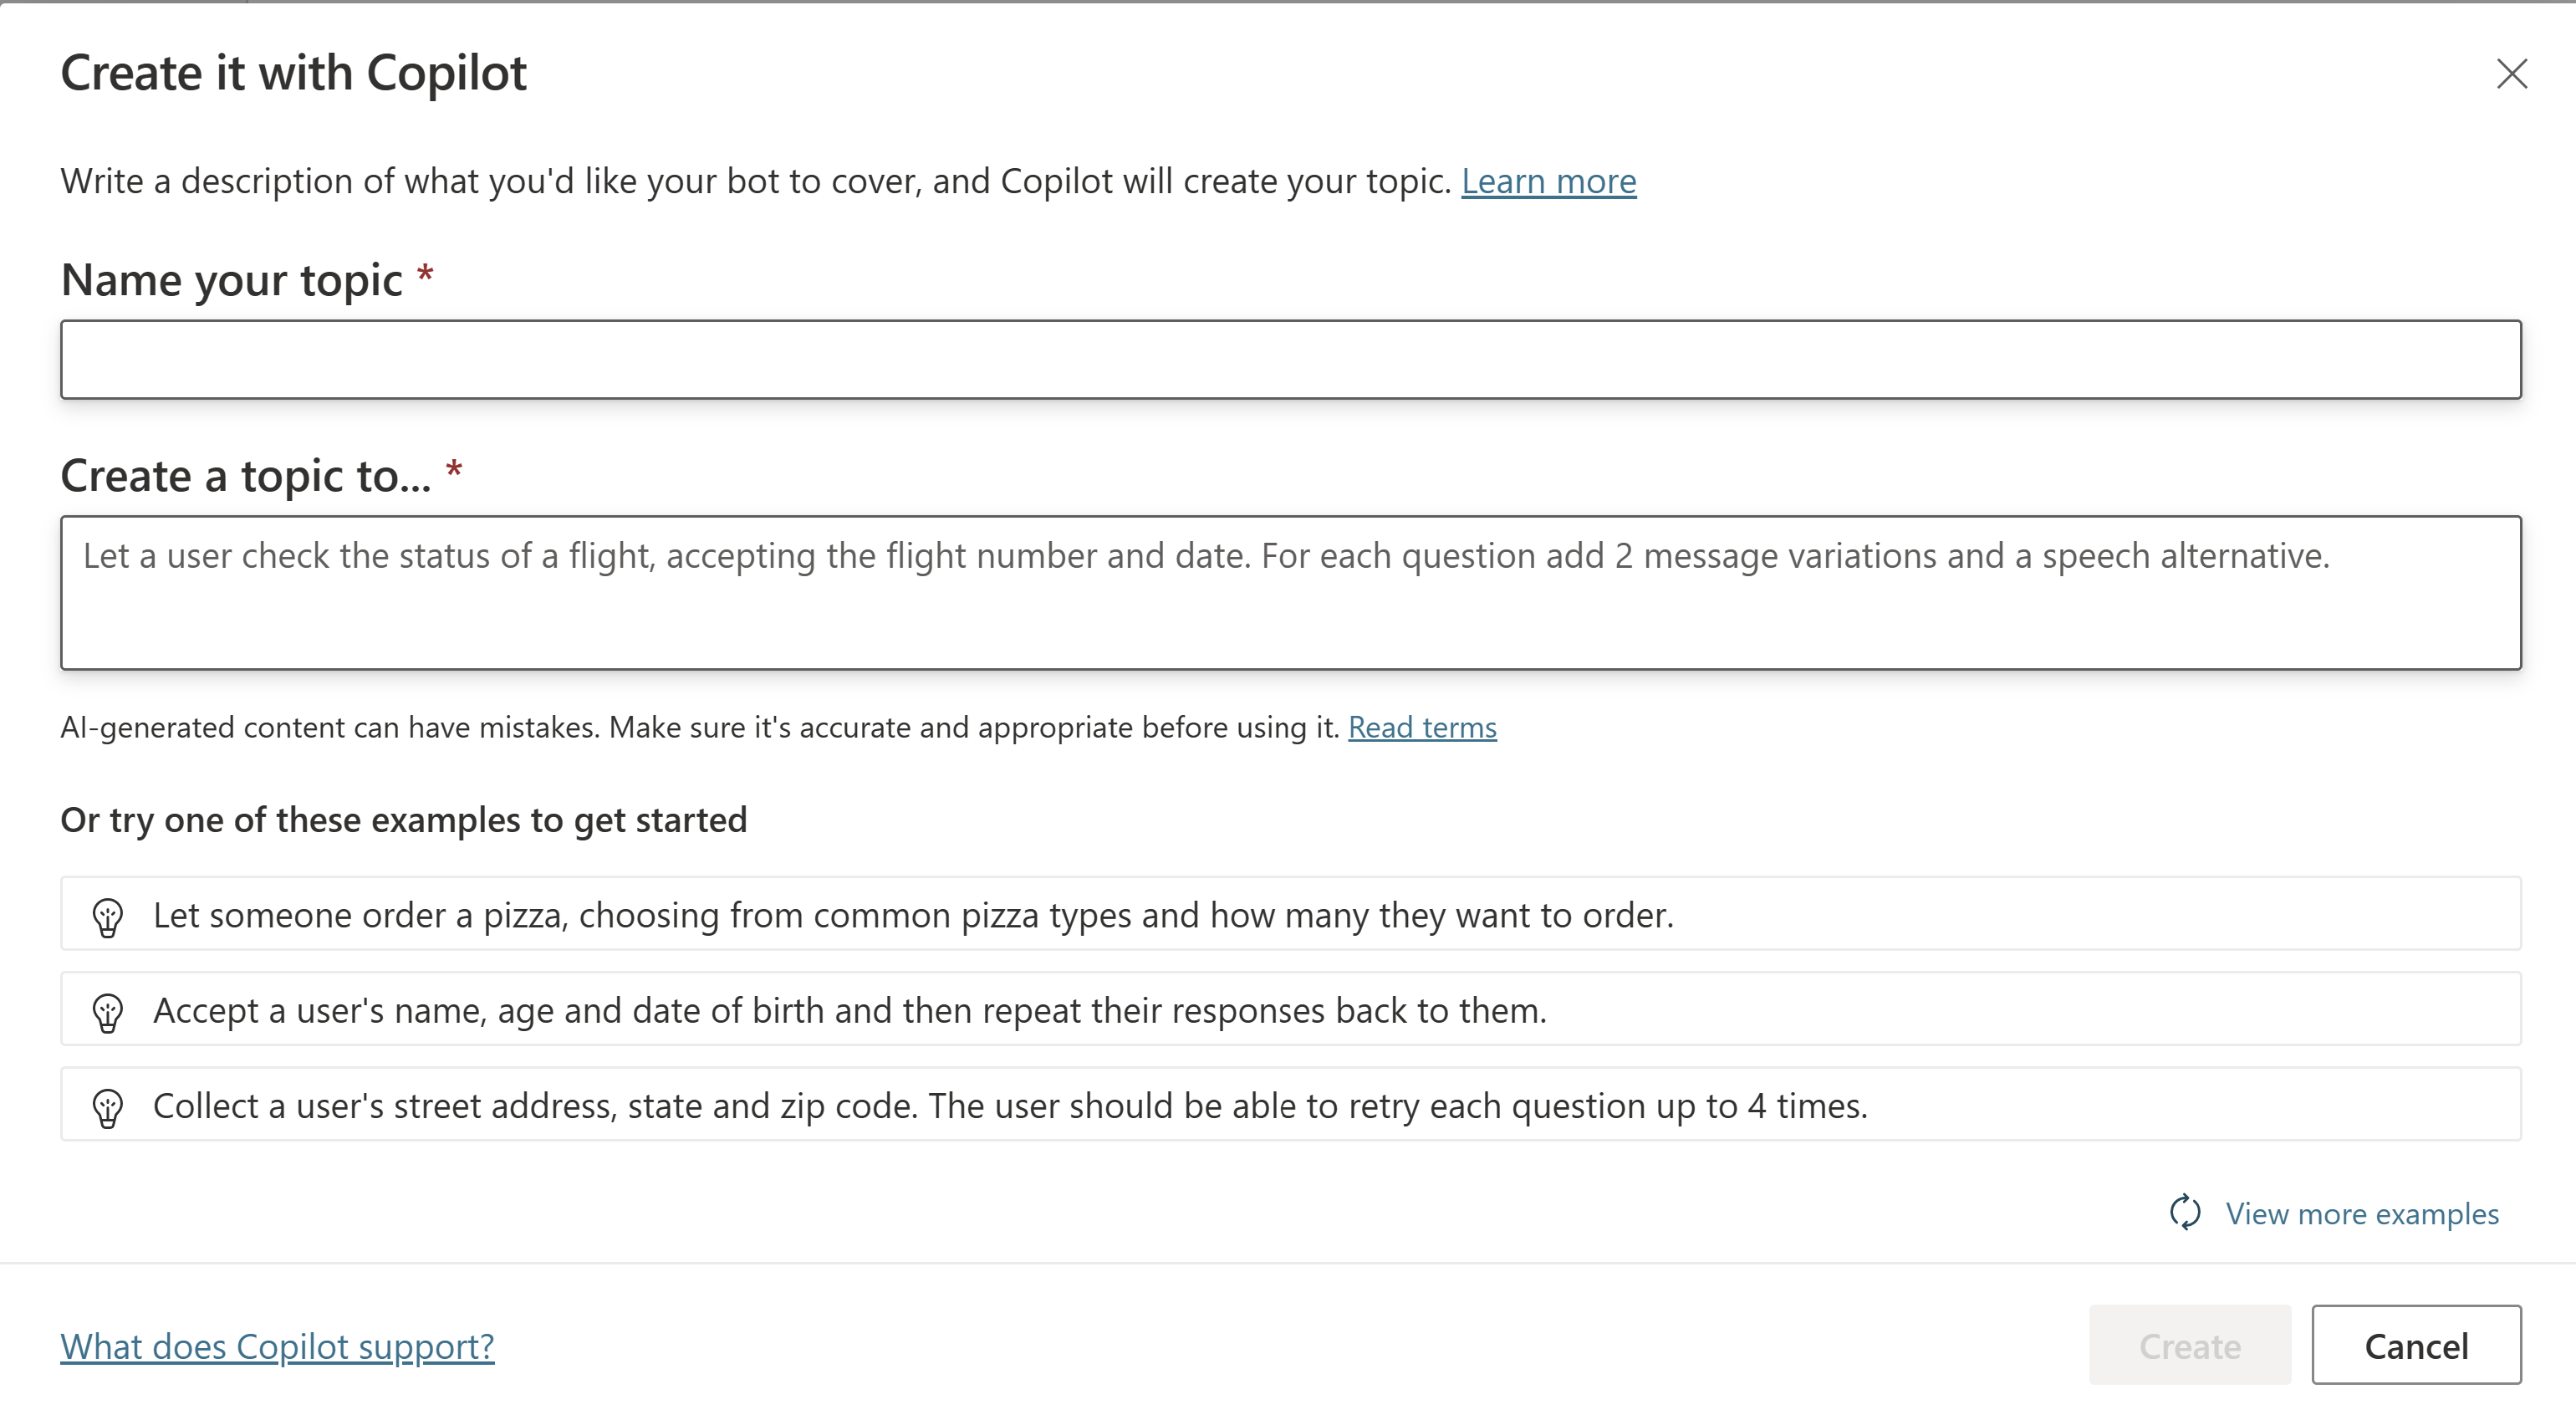 Create it with Copilot
Write a description of what you'd like your bot to cover, and Copilot will create your topic. Learn more
Name your topic *
Create a topic to... *
Let a user check the status of a flight, accepting the flight number and date. For each question add 2 message variations and a speech alternative.
AI-generated content can have mistakes. Make sure it's accurate and appropriate before using it. Read terms
Or try one of these examples to get started
Let someone order a pizza, choosing from common pizza types and how many they want to order.
Accept a user's name, age and date of birth and then repeat their responses back to them.
Collect a user's street address, state and zip code. The user should be able to retry each question up to 4 times.
View more examples
What does Copilot support?
Create
Cancel